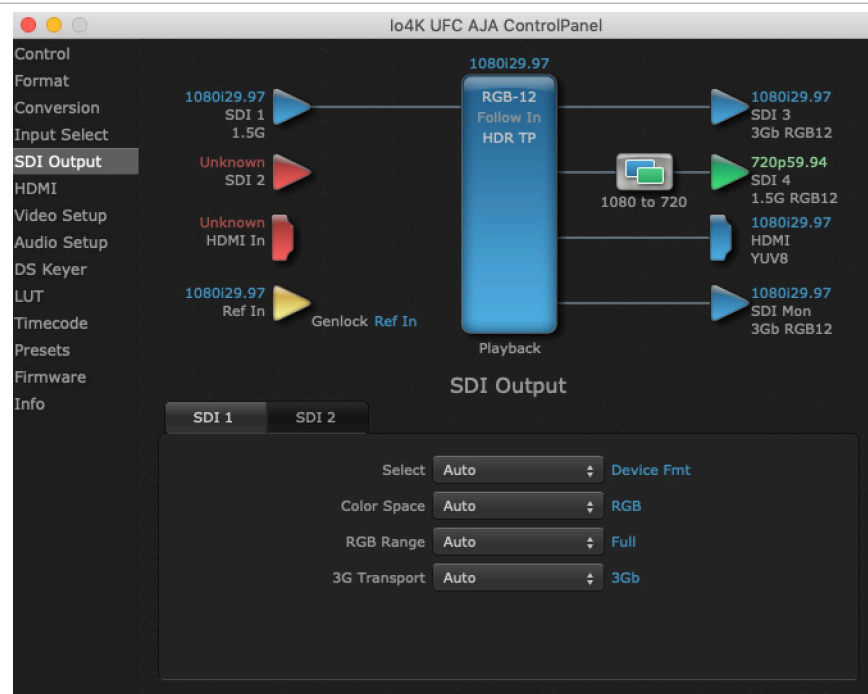 Io4K UFC AJA ControlPanel
Control
Format
Conversion
Input Select
SDI Output
HDMI
Video Setup
Audio Setup
DS Keyer
LUT
Timecode
Presets
Firmware
Info
1080i29.97
SDI 1
1.5G
Unknown
SDI 2
Unknown
HDMI In
1080i29.97
Ref In
Genlock Ref In
1080i29.97
RGB-12
Follow In
HDR TP
Playback
1080 to 720
1080i29.97
SDI 3
3Gb RGB12
720p59.94
SDI 4
1.5G RGB12
1080i29.97
HDMI
YUV8
1080i29.97
SDI Mon
3Gb RGB12
SDI Output
SDI 1 SDI 2
Select Auto Device Fmt
Color Space Auto RGB
RGB Range Auto Full
3G Transport Auto 3Gb